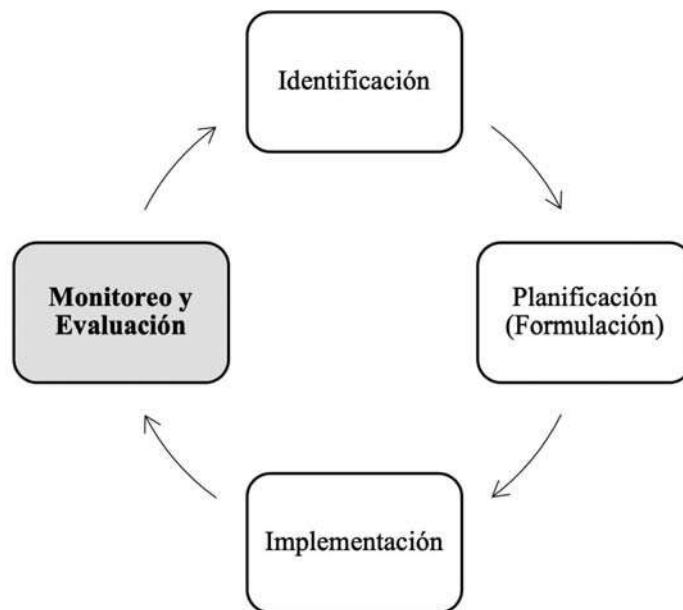 Identificación
Planificación
(Formulación)
Implementación
Monitoreo y
Evaluación